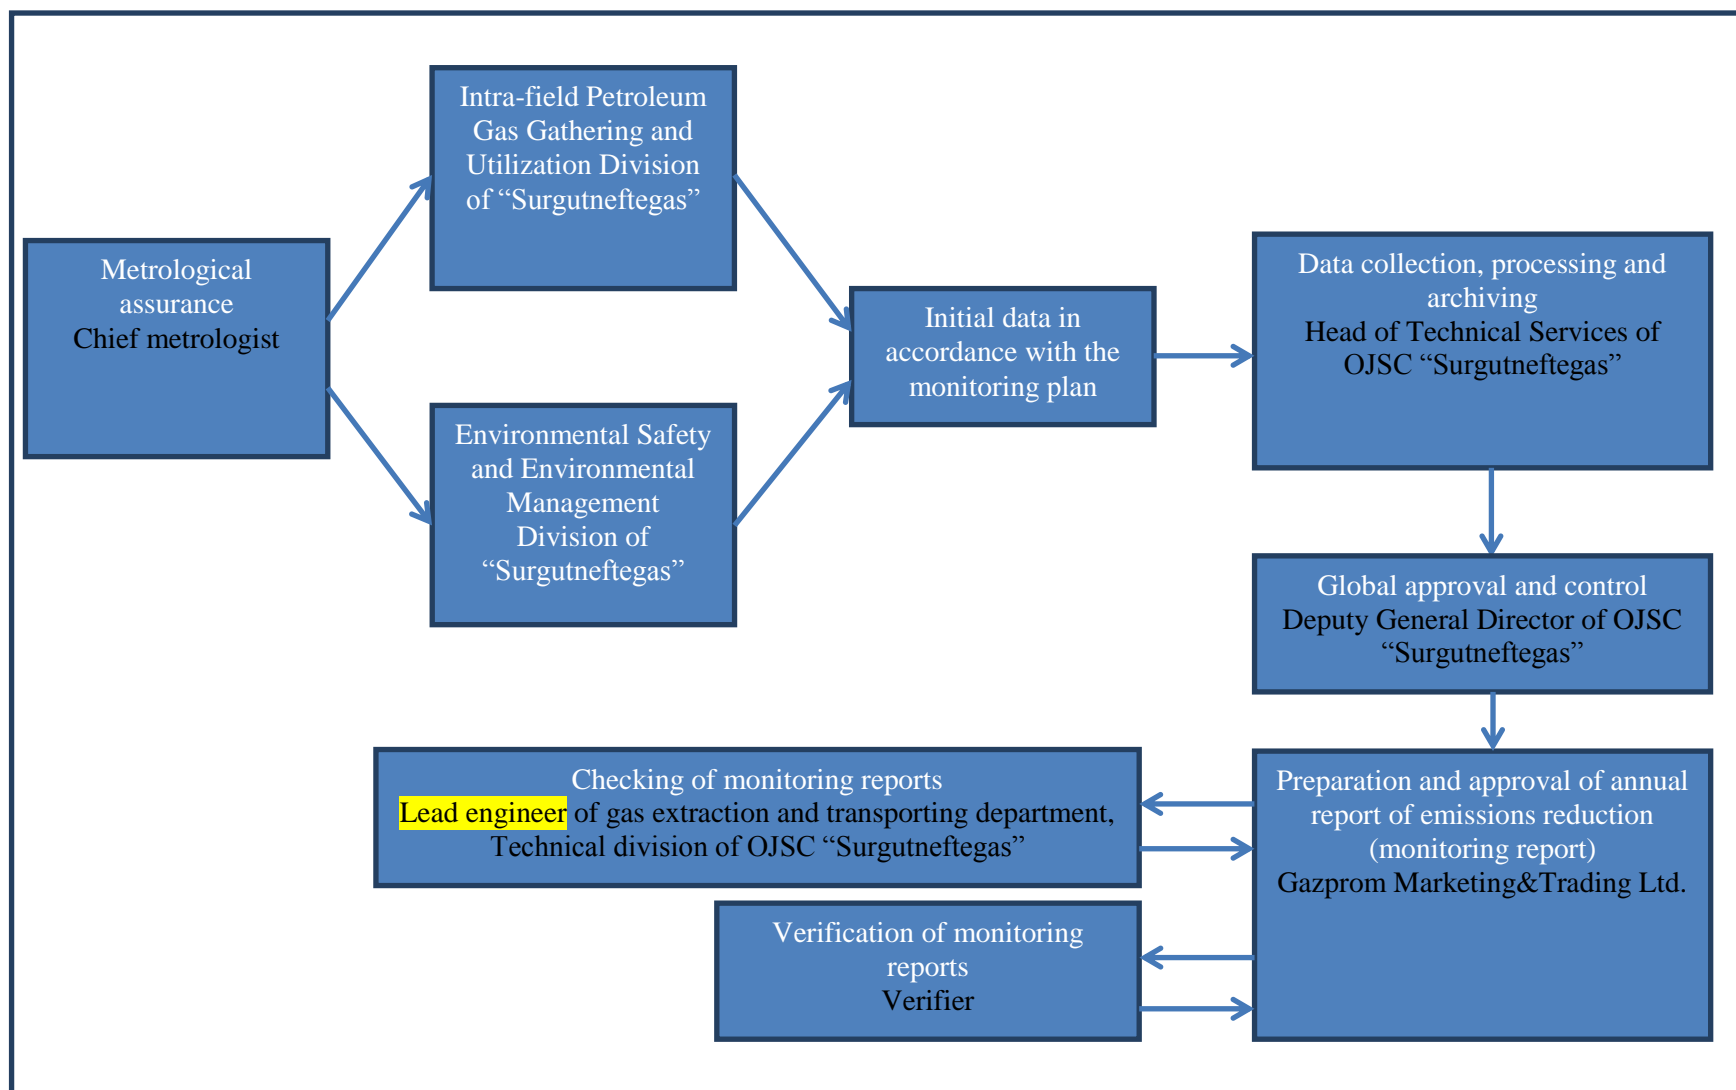 Metrological
assurance
Chief metrologist
Intra-field Petroleum
Gas Gathering and
Utilization Division
of “Surgutneftegas”
Environmental Safety
and Environmental
Management
Division of
“Surgutneftegas”
Initial data in
accordance with the
monitoring plan
Data collection, processing and
archiving
Head of Technical Services of
OJSC “Surgutneftegas”
Global approval and control
Deputy General Director of OJSC
“Surgutneftegas”
Preparation and approval of annual
report of emissions reduction
(monitoring report)
Gazprom Marketing&Trading Ltd.
Checking of monitoring reports
Lead engineer of gas extraction and transporting department,
Technical division of OJSC “Surgutneftegas”
Verification of monitoring
reports
Verifier